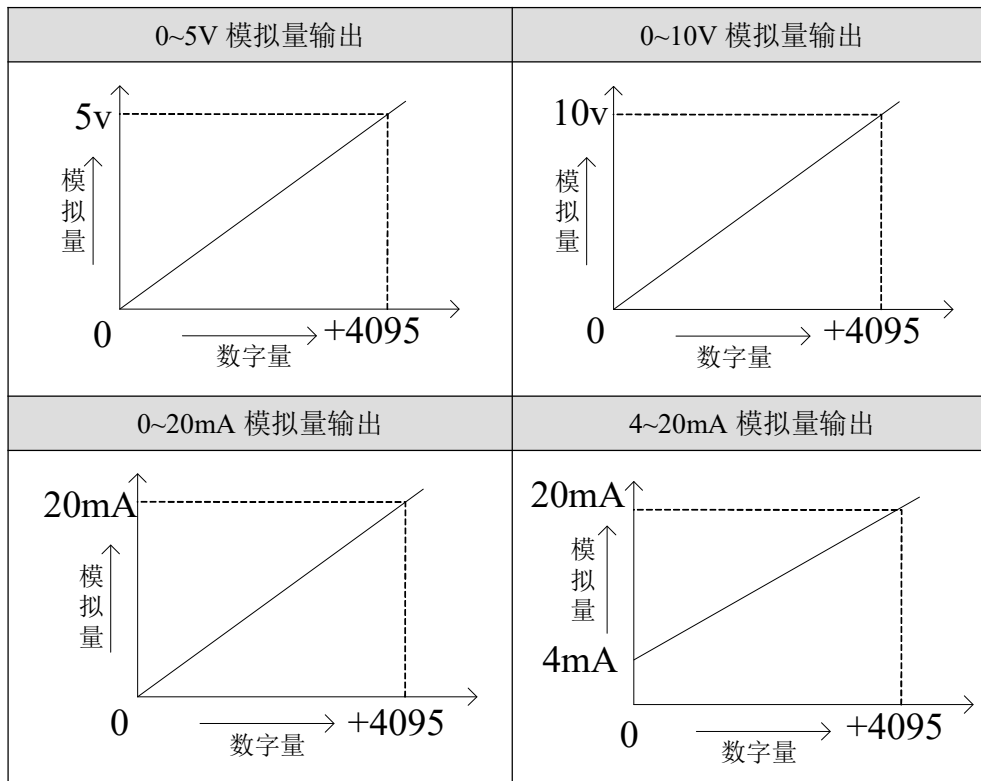 0~5V 模拟量输出
0~10V 模拟量输出
5v
模拟量
0
数字量
+4095
10v
模拟量
0
数字量
+4095
0~20mA 模拟量输出
4~20mA 模拟量输出
20mA
模拟量
0
数字量
+4095
20mA
模拟量
4mA
0
数字量
+4095